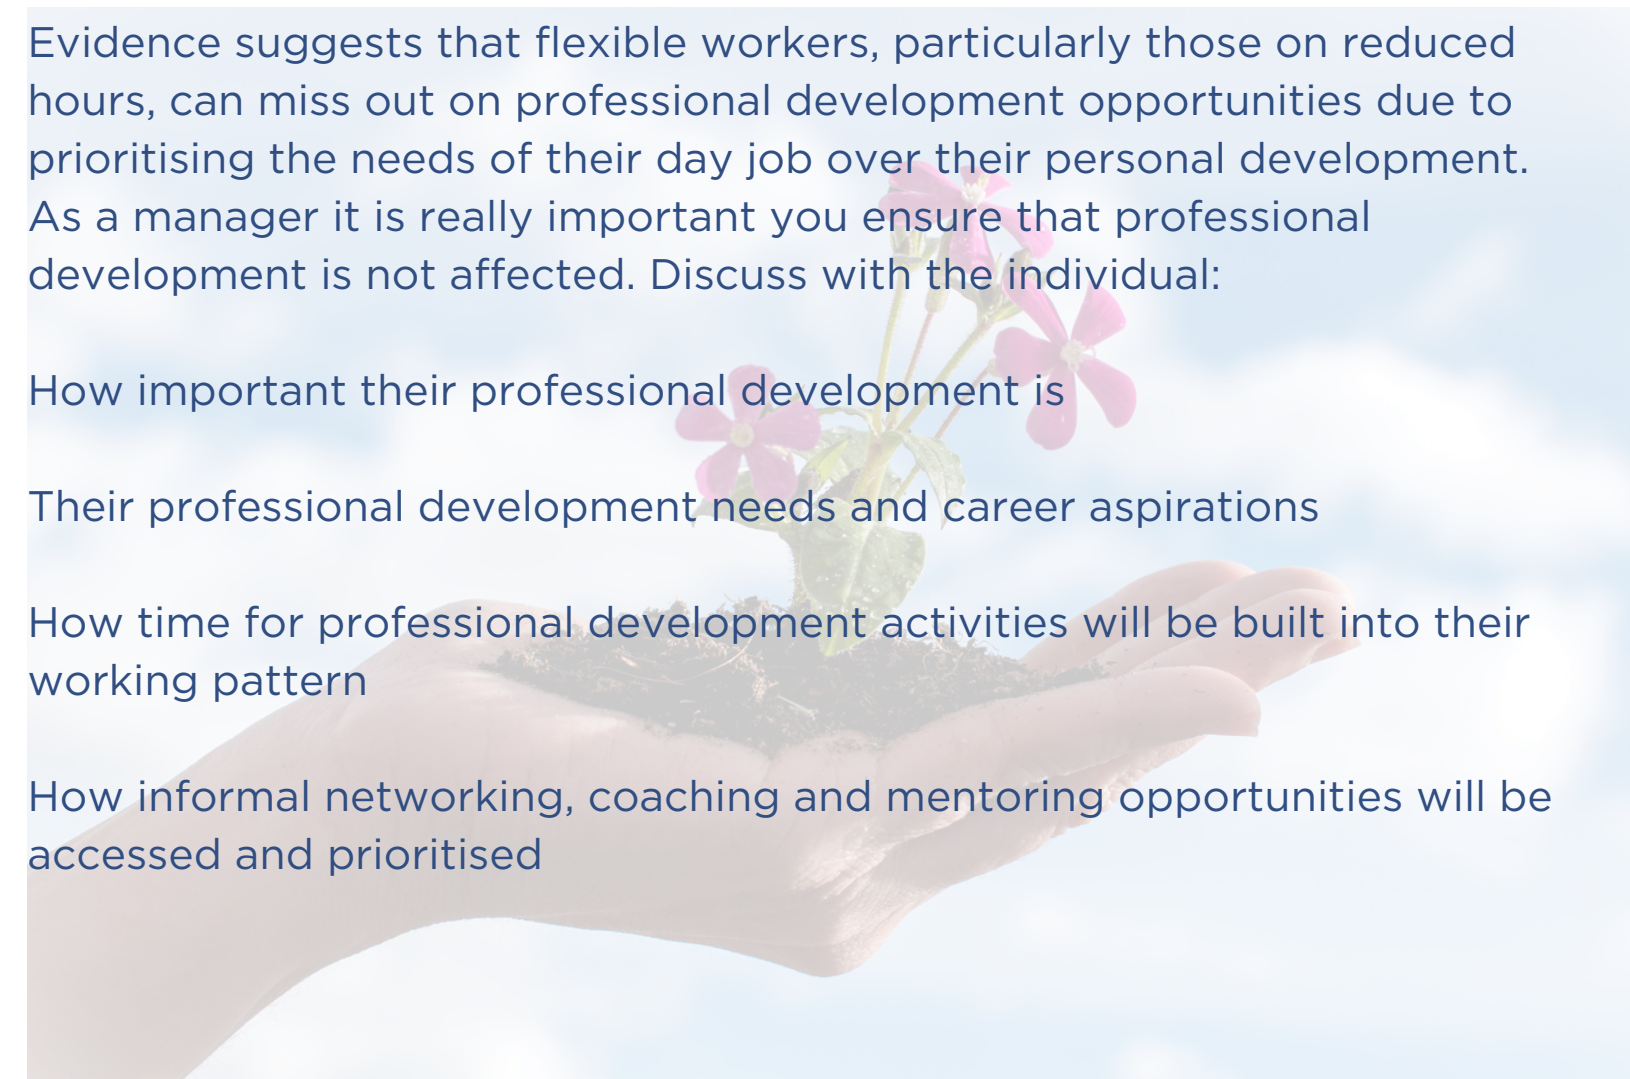 Evidence suggests that flexible workers, particularly those on reduced
hours, can miss out on professional development opportunities due to
prioritising the needs of their day job over their personal development.
As a manager it is really important you ensure that professional
development is not affected. Discuss with the individual:
How important their professional development is
Their professional development needs and career aspirations
How time for professional development activities will be built into their
working pattern
How informal networking, coaching and mentoring opportunities will be
accessed and prioritised